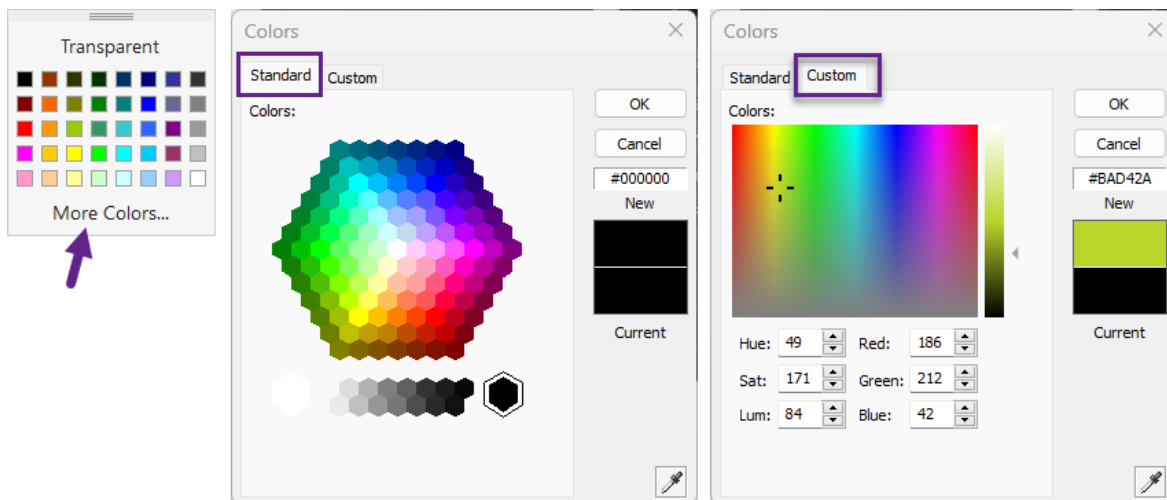 Transparent
More Colors...
Colors
Standard
Custom
Colors:
OK
Cancel
#000000
New
Current
Colors
Standard
Custom
Colors:
OK
Cancel
#BAD42A
New
Current
Hue: 49 Red: 186
Sat: 171 Green: 212
Lum: 84 Blue: 42